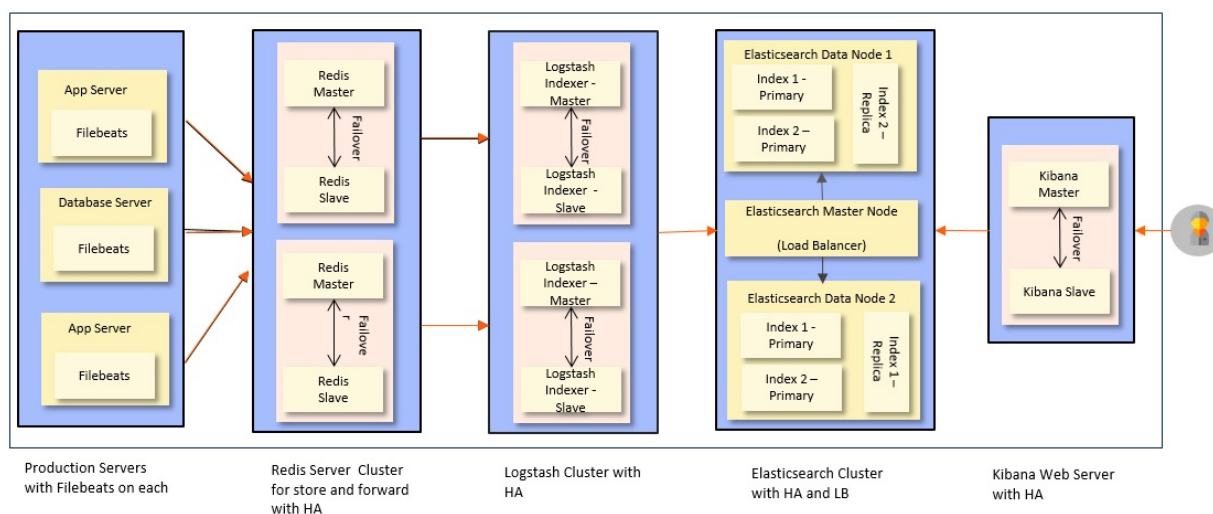 App Server
Filebeats
Database Server
Filebeats
App Server
Filebeats
Redis
Master
Failover
Redis
Slave
Redis
Master
Failove
r
Redis
Slave
Logstash
Indexer -
Master
Failover
Logstash
Indexer -
Slave
Logstash
Indexer –
Master
Failover
Logstash
Indexer -
Slave
Elasticsearch Data Node 1
Index 1 -
Primary
Index 2 –
Primary
Index 2 –
Replica
Elasticsearch Master Node
(Load Balancer)
Elasticsearch Data Node 2
Index 1 -
Primary
Index 2 –
Primary
Index 1 –
Replica
Kibana
Master
Failover
Kibana Slave
Production Servers
with Filebeats on each
Redis Server Cluster
for store and forward
with HA
Logstash Cluster with
HA
Elasticsearch Cluster
with HA and LB
Kibana Web Server
with HA